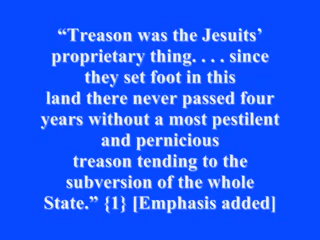 “Treason was the Jesuits’
proprietary thing. . . . since
they set foot in this
land there never passed four
years without a most pestilent
and pernicious
treason tending to the
subversion of the whole
State.” {1} [Emphasis added]